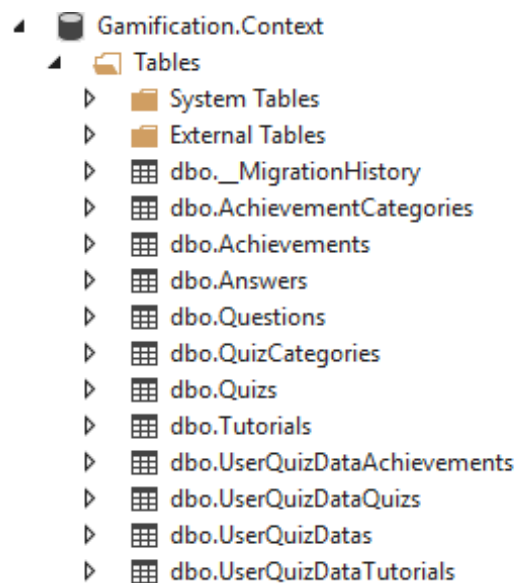 Gamification.Context
Tables
System Tables
External Tables
dbo.__MigrationHistory
dbo.AchievementCategories
dbo.Achievements
dbo.Answers
dbo.Questions
dbo.QuizCategories
dbo.Quizs
dbo.Tutorials
dbo.UserQuizDataAchievements
dbo.UserQuizDataQuizs
dbo.UserQuizDatas
dbo.UserQuizDataTutorials